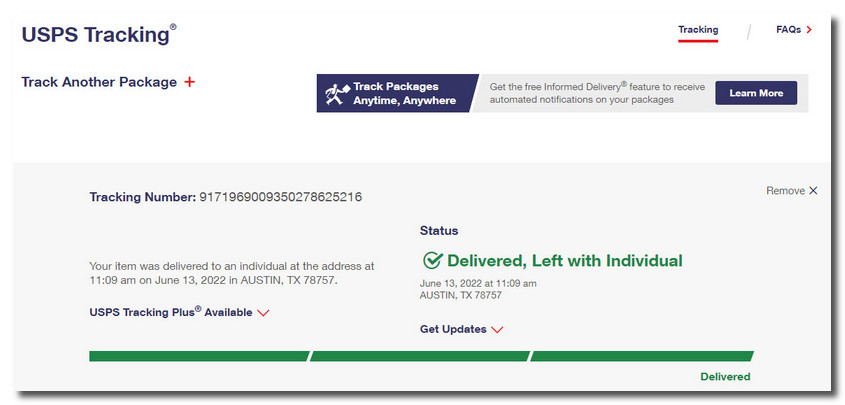 USPS Tracking®
Tracking
FAQs
Track Another Package +
Track Packages
Anytime, Anywhere
Get the free Informed Delivery® feature to receive
automated notifications on your packages
Learn More
Tracking Number: 9171969009350278625216
Remove X
Your item was delivered to an individual at the address at
11:09 am on June 13, 2022 in AUSTIN, TX 78757.
USPS Tracking Plus® Available
Status
Delivered, Left with Individual
June 13, 2022 at 11:09 am
AUSTIN, TX 78757
Get Updates
Delivered